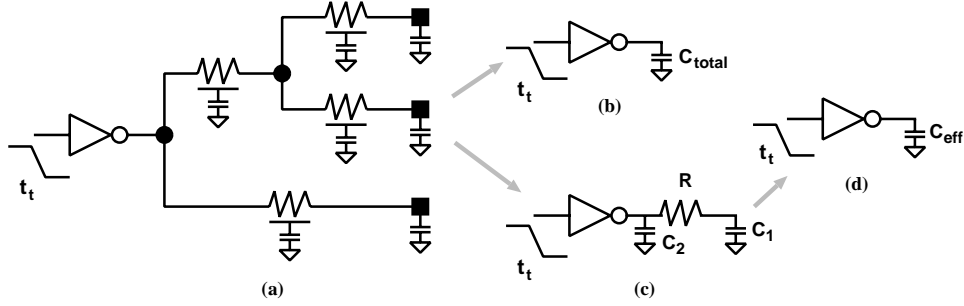 t_t
(a)
t_t
C_total
(b)
t_t
C_2
R
C_1
(c)
t_t
C_eff
(d)